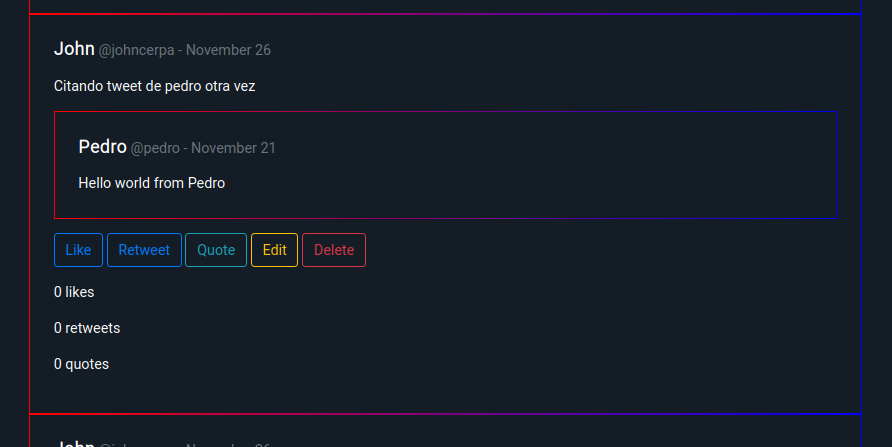 John @johncerpa - November 26
Citando tweet de pedro otra vez
Pedro @pedro - November 21
Hello world from Pedro
Like Retweet Quote Edit Delete
0 likes
0 retweets
0 quotes
John